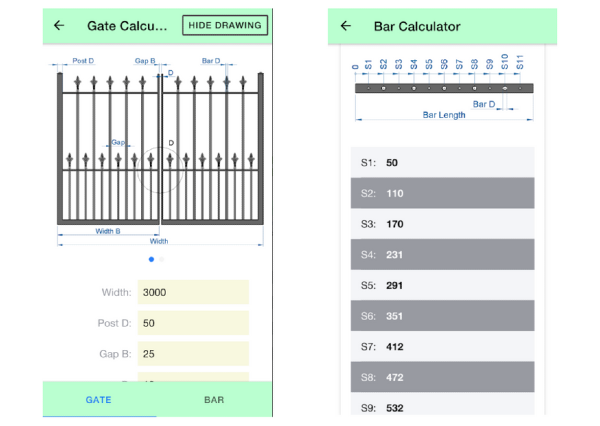 ← Gate Calcu... HIDE DRAWING
Post D Gap B Bar D
D
Gap
D
Width B
Width
Width: 3000
Post D: 50
Gap B: 25
GATE BAR
← Bar Calculator
0 S1 S2 S3 S4 S5 S6 S7 S8 S9 S10 S11
Bar D
Bar Length
S1: 50
S2: 110
S3: 170
S4: 231
S5: 291
S6: 351
S7: 412
S8: 472
S9: 532